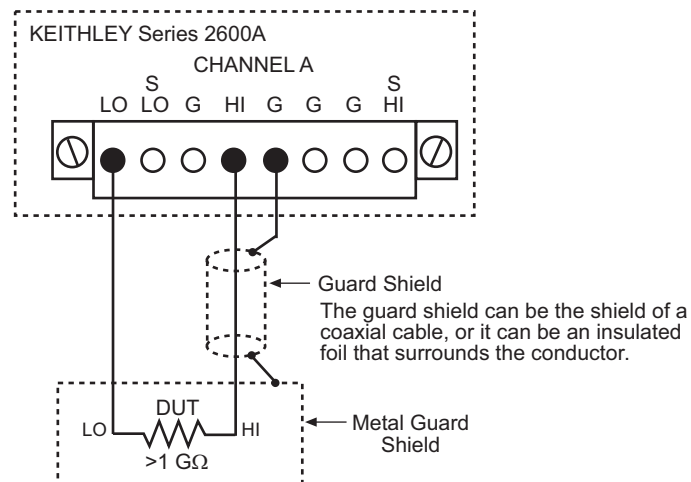 KEITHLEY Series 2600A
CHANNEL A
S S
LO LO G HI G G G HI
Guard Shield
The guard shield can be the shield of a
coaxial cable, or it can be an insulated
foil that surrounds the conductor.
DUT
LO HI
>1 GΩ
Metal Guard
Shield